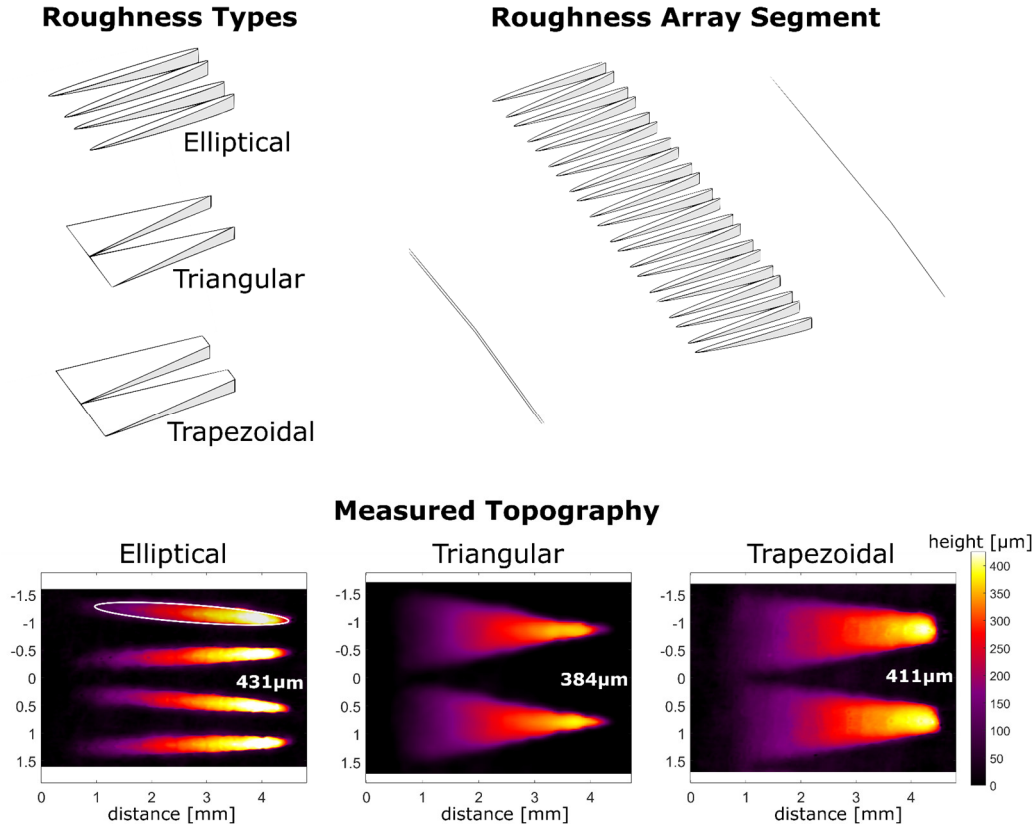 Roughness Types
Roughness Array Segment
Elliptical
Triangular
Trapezoidal
Measured Topography
Elliptical
Triangular
Trapezoidal
height [μm]
-1.5
-1
-0.5
0
0.5
1
1.5
431μm
0 1 2 3 4
distance [mm]
-1.5
-1
-0.5
0
0.5
1
1.5
384μm
0 1 2 3 4
distance [mm]
-1.5
-1
-0.5
0
0.5
1
1.5
411μm
0 1 2 3 4
distance [mm]
400
350
300
250
200
150
100
50
0